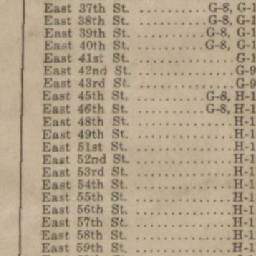 East 37th St. .......... G-8, G-1
East 38th St. .......... G-8, G-1
East 39th St. .......... G-8, G-1
East 40th St. .......... G-8, G-1
East 41st St. .............. G-1
East 42nd St. .............. G-9
East 43rd St. .............. G-9
East 45th St. .......... G-8, H-1
East 46th St. .......... G-8, H-1
East 48th St. .............. H-1
East 49th St. .............. H-1
East 51st St. .............. H-1
East 52nd St. .............. H-1
East 53rd St. .............. H-1
East 54th St. .............. H-1
East 55th St. .............. H-1
East 56th St. .............. H-1
East 57th St. .............. H-1
East 58th St. .............. H-1
East 59th St. .............. H-1